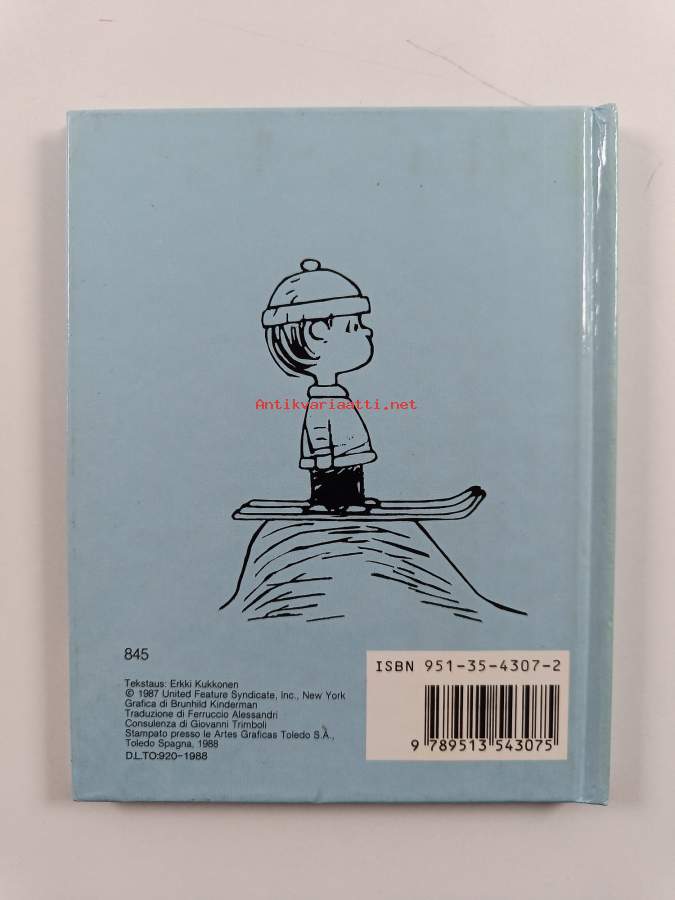 Antikvariaatti.net
845
Tekstaus: Erkki Kukkonen
© 1987 United Feature Syndicate, Inc., New York
Grafica di Brunhild Kinderman
Traduzione di Ferruccio Alessandri
Consulenza di Giovanni Trimboli
Stampato presso le Artes Graficas Toledo S.A.,
Toledo Spagna, 1988
D.L.TO:920-1988
ISBN 951-35-4307-2
9 789513 543075